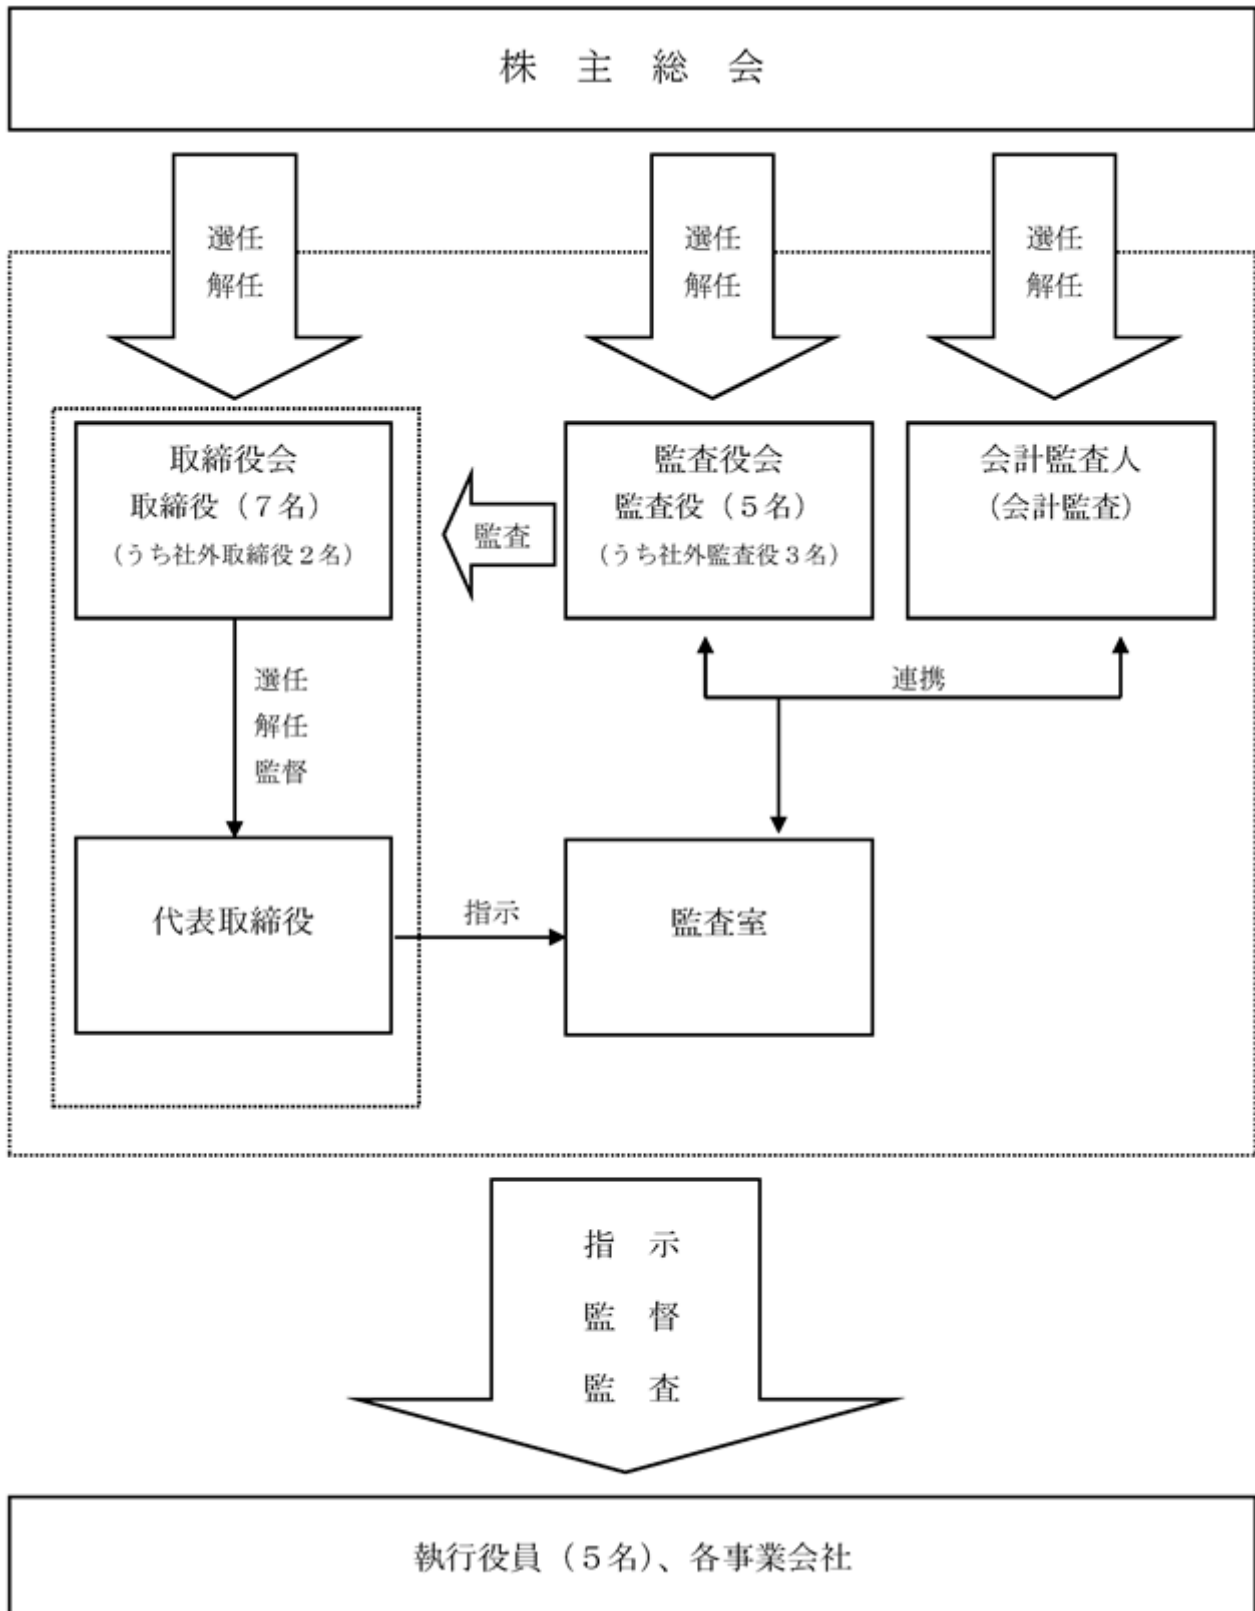 株 主 総 会
選任
解任
選任
解任
選任
解任
取締役会
取締役（７名）
（うち社外取締役２名）
監査
監査役会
監査役（５名）
（うち社外監査役３名）
会計監査人
（会計監査）
選任
解任
監督
連携
代表取締役
指示
監査室
指 示
監 督
監 査
執行役員（５名）、各事業会社